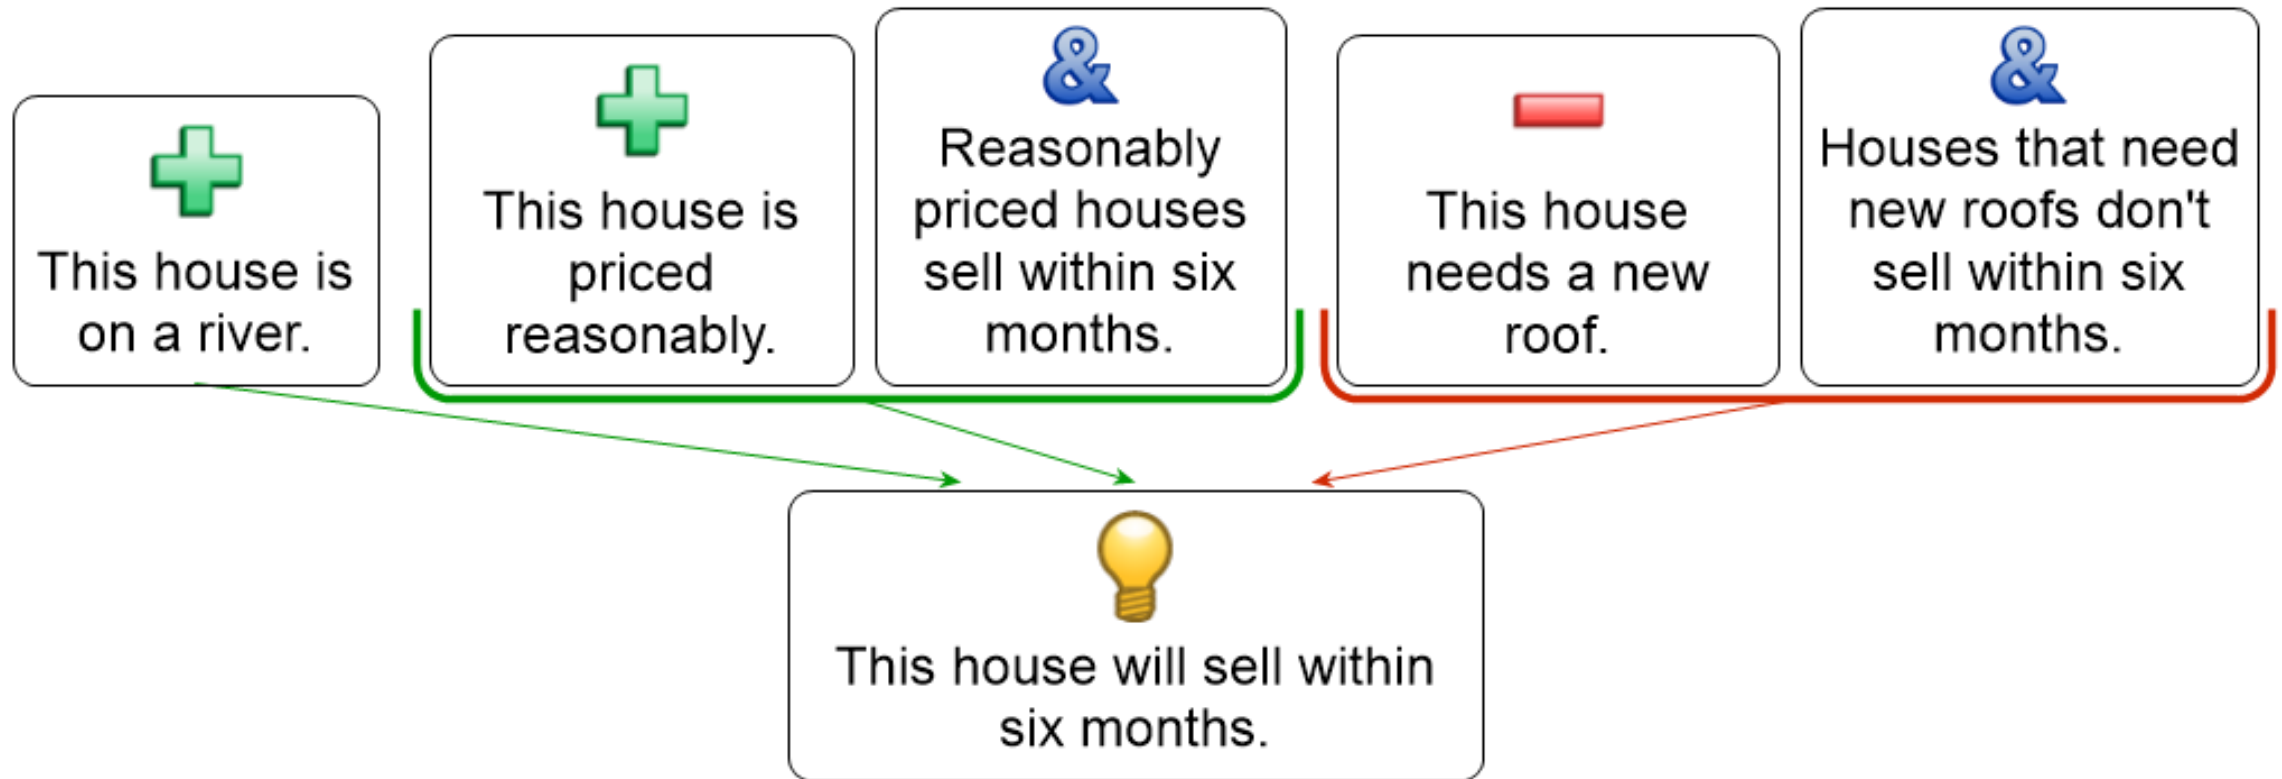 This house is
on a river.
This house is
priced
reasonably.
&
Reasonably
priced houses
sell within six
months.
This house
needs a new
roof.
&
Houses that need
new roofs don't
sell within six
months.
This house will sell within
six months.